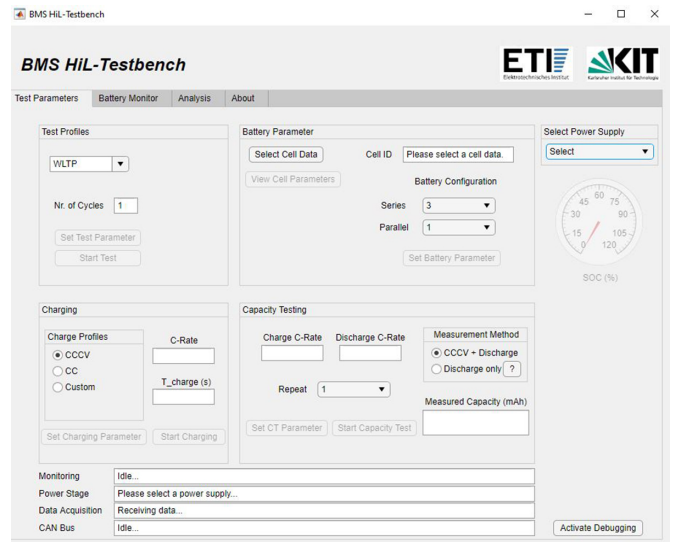 BMS HiL-Testbench
BMS HiL-Testbench
ETI
Elektrotechnisches Institut
KIT
Karlsruher Institut für Technologie
Test Parameters Battery Monitor Analysis About
Test Profiles
WLTP
Nr. of Cycles 1
Set Test Parameter
Start Test
Battery Parameter
Select Cell Data Cell ID Please select a cell data.
View Cell Parameters Battery Configuration
Series 3
Parallel 1
Set Battery Parameter
Select Power Supply
Select
0 15 30 45 60 75 90 105 120
SOC (%)
Charging
Charge Profiles
CCCV
CC
Custom
C-Rate
T_charge (s)
Set Charging Parameter Start Charging
Capacity Testing
Charge C-Rate Discharge C-Rate
Repeat 1
Measurement Method
CCCV + Discharge
Discharge only ?
Measured Capacity (mAh)
Set CT Parameter Start Capacity Test
Monitoring Idle...
Power Stage Please select a power supply...
Data Acquisition Receiving data...
CAN Bus Idle...
Activate Debugging